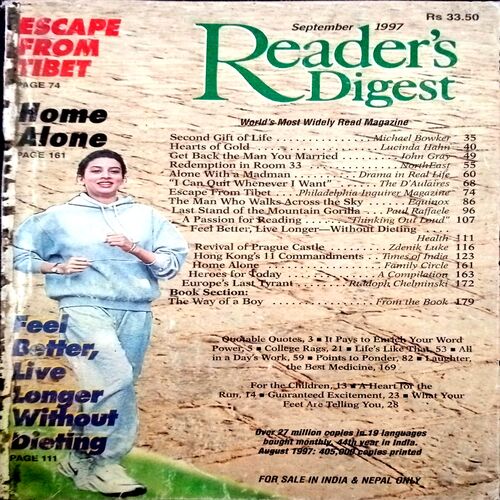 ESCAPE
FROM
TIBET
PAGE 74
Home
Alone
PAGE 161
Feel
Better,
Live
Longer
Without
Dieting
PAGE 111
Rs 33.50
September 1997
Reader's
Digest
World's Most Widely Read Magazine
Second Gift of Life . . . . . . . . . . . . Michael Bowker 35
Hearts of Gold . . . . . . . . . . . . Lucinda Hahn 40
Get Back the Man You Married . . . . . . . . John Gray 49
Redemption in Room 33 . . . . . . . . . . NorthEast 55
Alone With a Madman . . . . . . Drama in Real Life 60
"I Can Quit Whenever I Want" . . . . The D'Aulaires 68
Escape From Tibet . . Philadelphia Inquirer Magazine 74
The Man Who Walks Across the Sky . . . . Equinox 86
Last Stand of the Mountain Gorilla . . . Paul Raffaele 96
A Passion for Reading . . . . . "Thinking Out Loud" 107
Feel Better, Live Longer—Without Dieting
Health 111
Revival of Prague Castle . . . . . . . Zdenik Luke 116
Hong Kong's 11 Commandments . . Times of India 123
Home Alone . . . . . . . . . . . . Family Circle 161
Heroes for Today . . . . . . . . . A Compilation 163
Europe's Last Tyrant . . . . . Rudolph Chelminski 172
Book Section:
The Way of a Boy . . . . . . . . . From the Book 179
Quotable Quotes, 3 ■ It Pays to Enrich Your Word
Power, 5 ■ College Rags, 21 ■ Life's Like That, 53 ■ All
in a Day's Work, 59 ■ Points to Ponder, 82 ■ Laughter,
the Best Medicine, 169
For the Children, 13 ■ A Heart for the
Run, 14 ■ Guaranteed Excitement, 23 ■ What Your
Feet Are Telling You, 28
Over 27 million copies in 19 languages
bought monthly. 44th year in India.
August 1997: 405,000 copies printed
FOR SALE IN INDIA & NEPAL ONLY